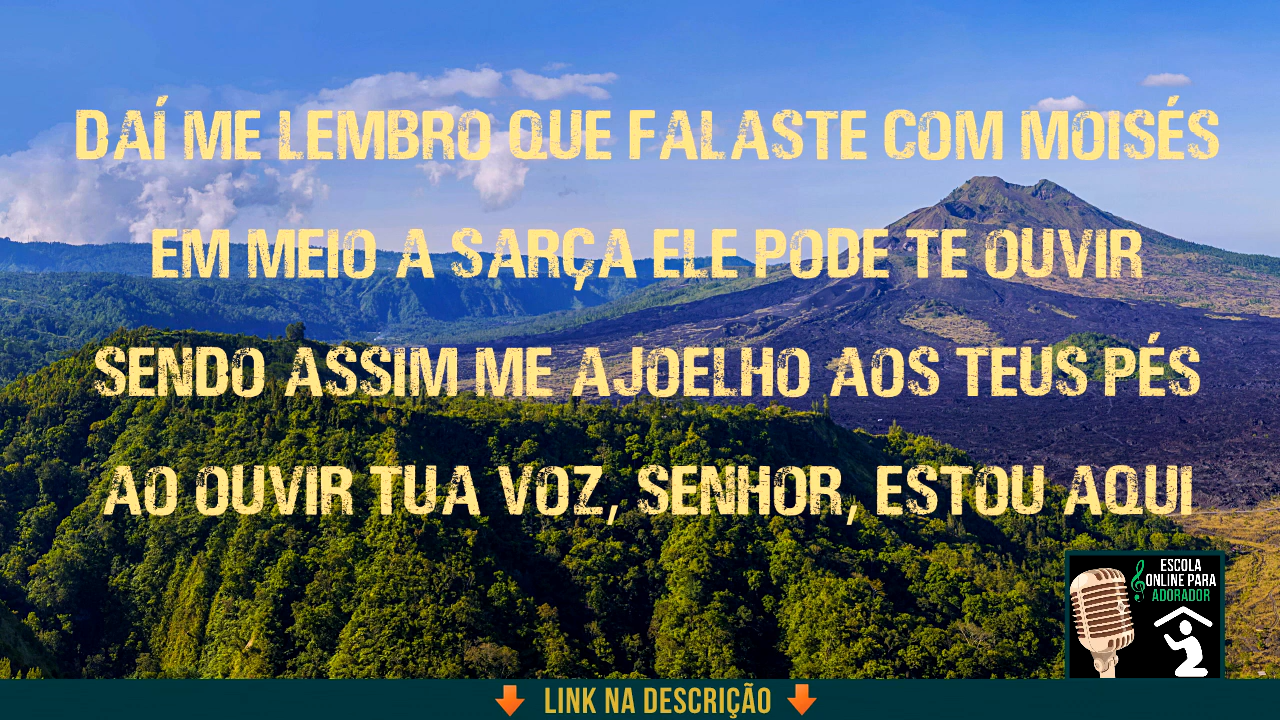 DAÍ ME LEMBRO QUE FALASTE COM MOISÉS
EM MEIO A SARÇA ELE PODE TE OUVIR
SENDO ASSIM ME AJOELHO AOS TEUS PÉS
AO OUVIR TUA VOZ, SENHOR, ESTOU AQUI
ESCOLA
ONLINE PARA
ADORADOR
LINK NA DESCRIÇÃO